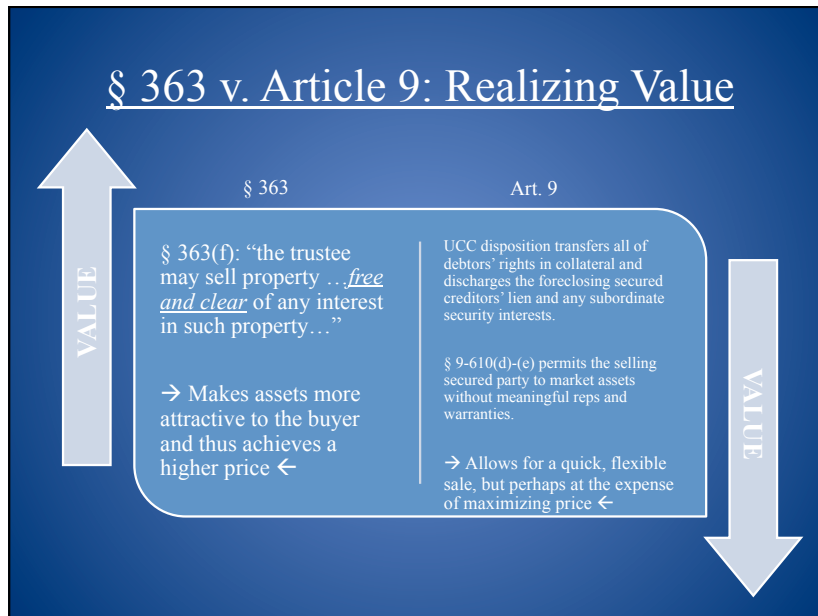 § 363 v. Article 9: Realizing Value
VALUE
§ 363
§ 363(f): “the trustee
may sell property …free
and clear of any interest
in such property…”
→ Makes assets more
attractive to the buyer
and thus achieves a
higher price ←
Art. 9
UCC disposition transfers all of
debtors’ rights in collateral and
discharges the foreclosing secured
creditors’ lien and any subordinate
security interests.
§ 9-610(d)-(e) permits the selling
secured party to market assets
without meaningful reps and
warranties.
→ Allows for a quick, flexible
sale, but perhaps at the expense
of maximizing price ←
VALUE